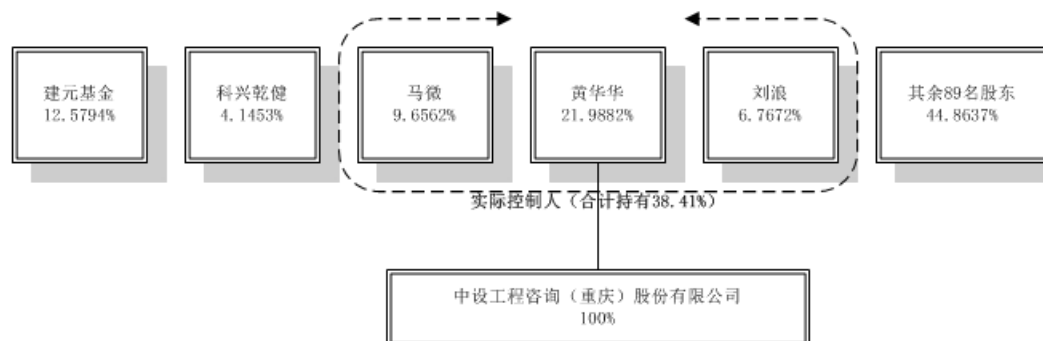 建元基金
12.5794%
科兴乾健
4.1453%
马微
9.6562%
黄华华
21.9882%
刘浪
6.7672%
其余89名股东
44.8637%
实际控制人（合计持有38.41%）
中设工程咨询（重庆）股份有限公司
100%